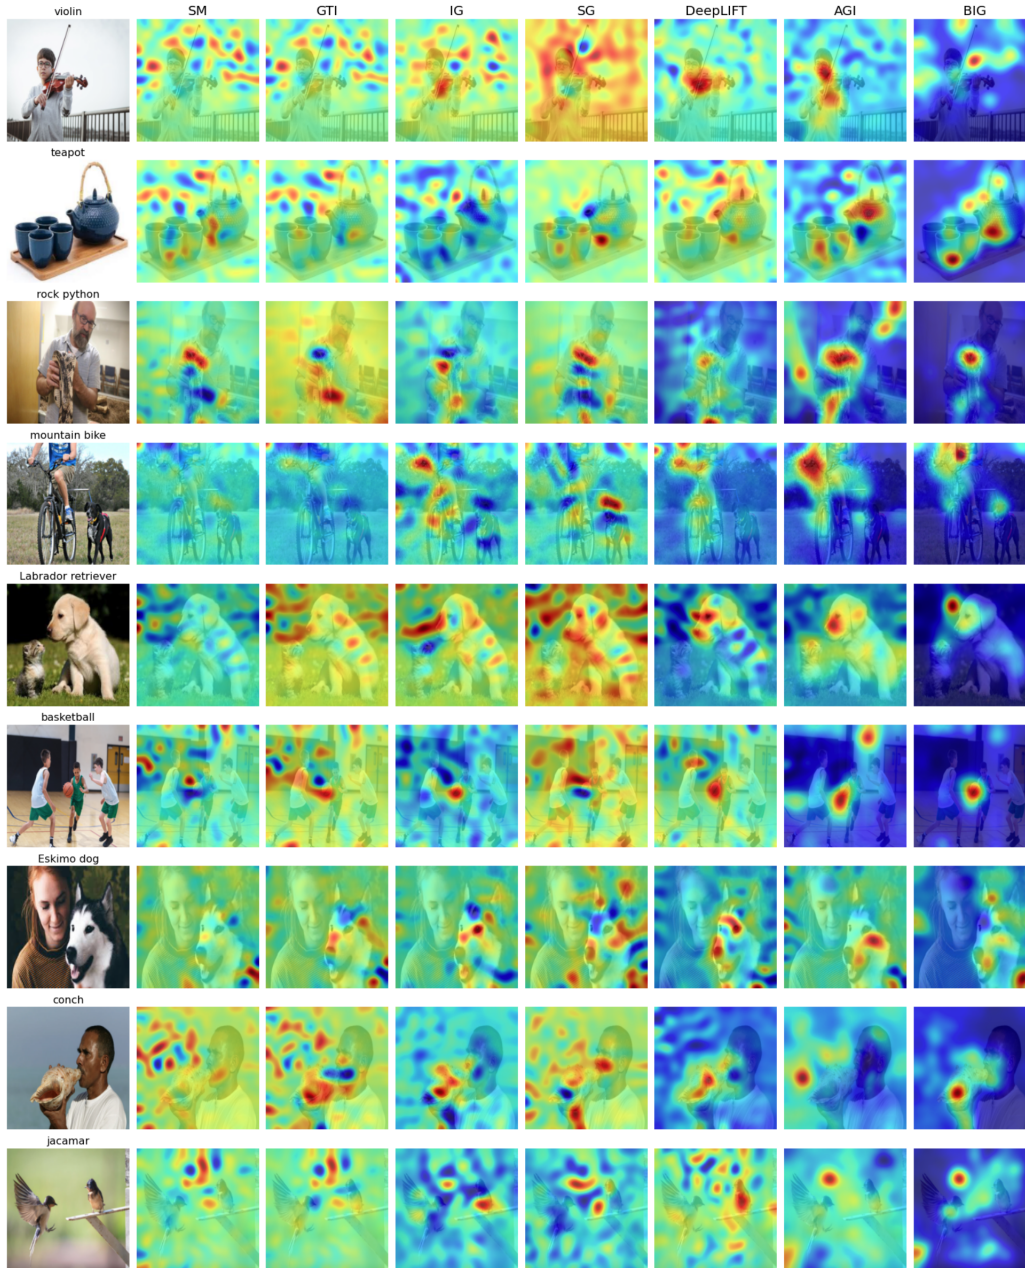 violin SM GTI IG SG DeepLIFT AGI BIG
teapot
rock python
mountain bike
Labrador retriever
basketball
Eskimo dog
conch
jacamar